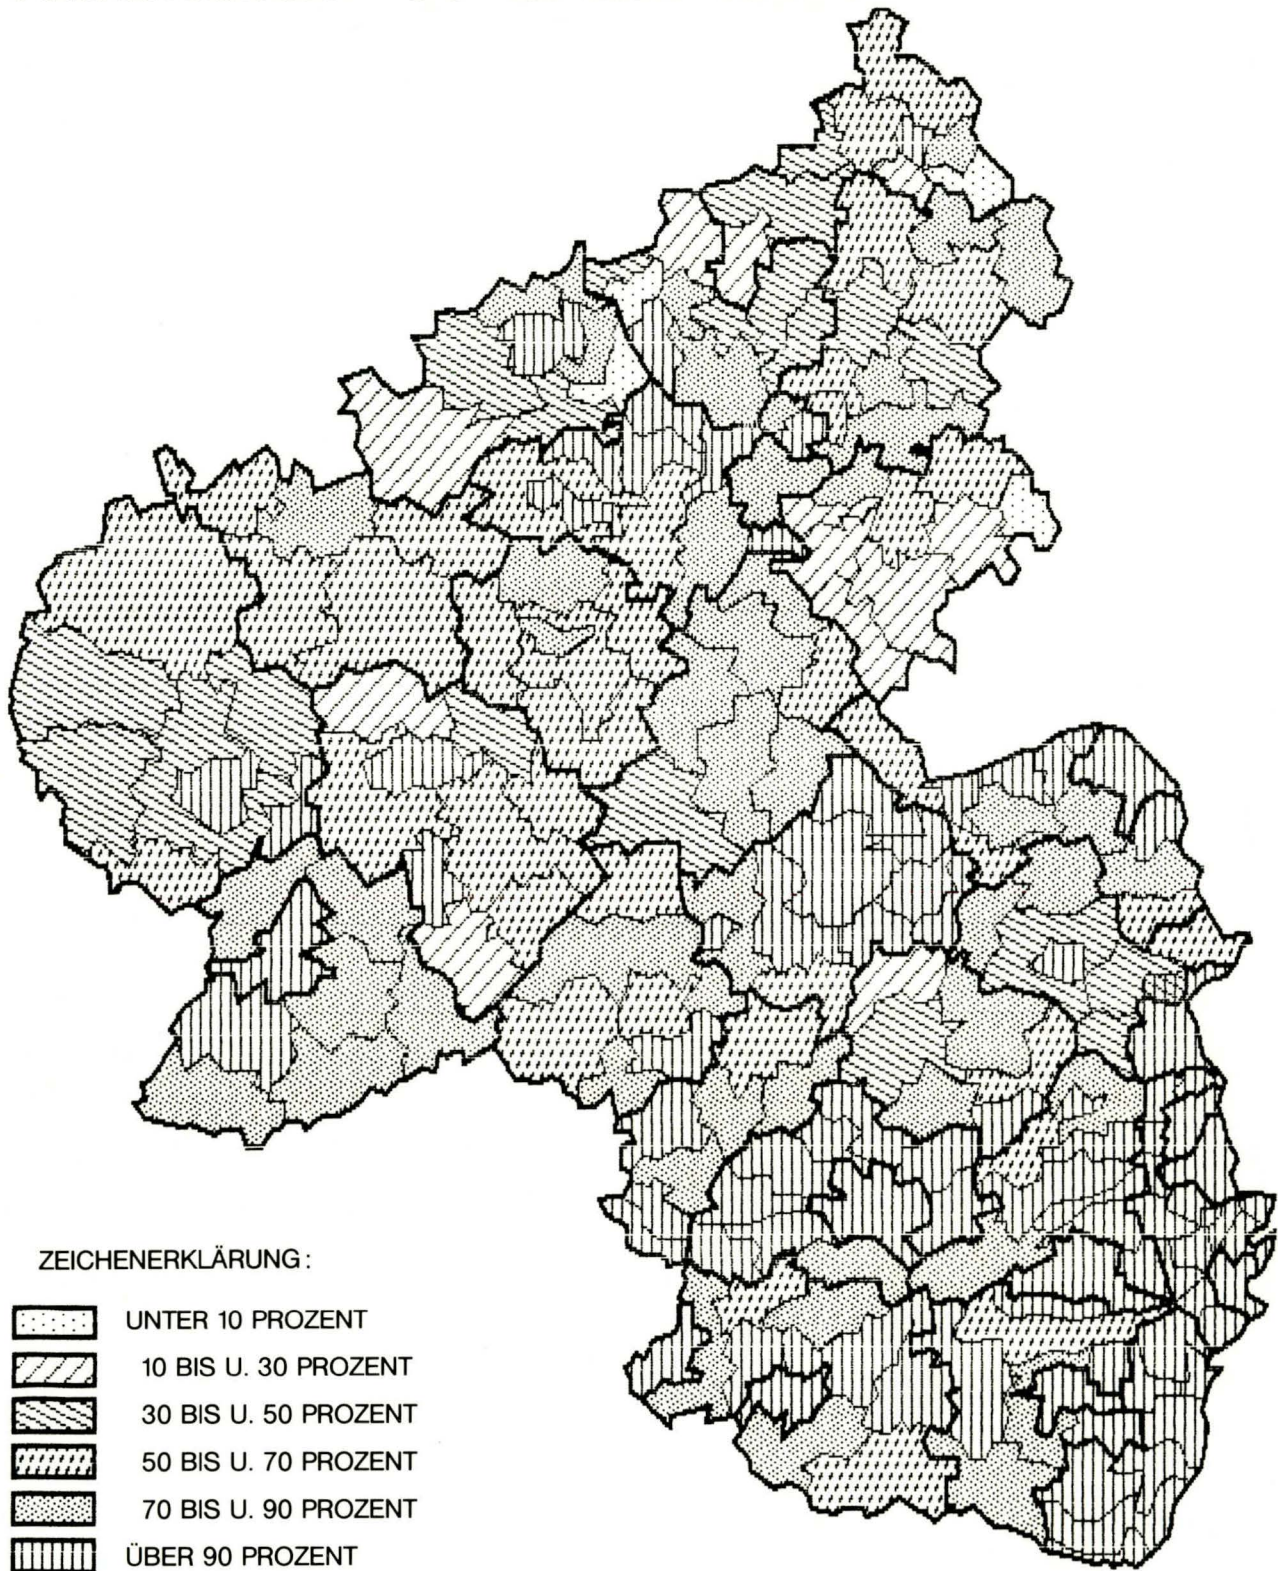 ZEICHENERKLÄRUNG:
UNTER 10 PROZENT
10 BIS U. 30 PROZENT
30 BIS U. 50 PROZENT
50 BIS U. 70 PROZENT
70 BIS U. 90 PROZENT
ÜBER 90 PROZENT